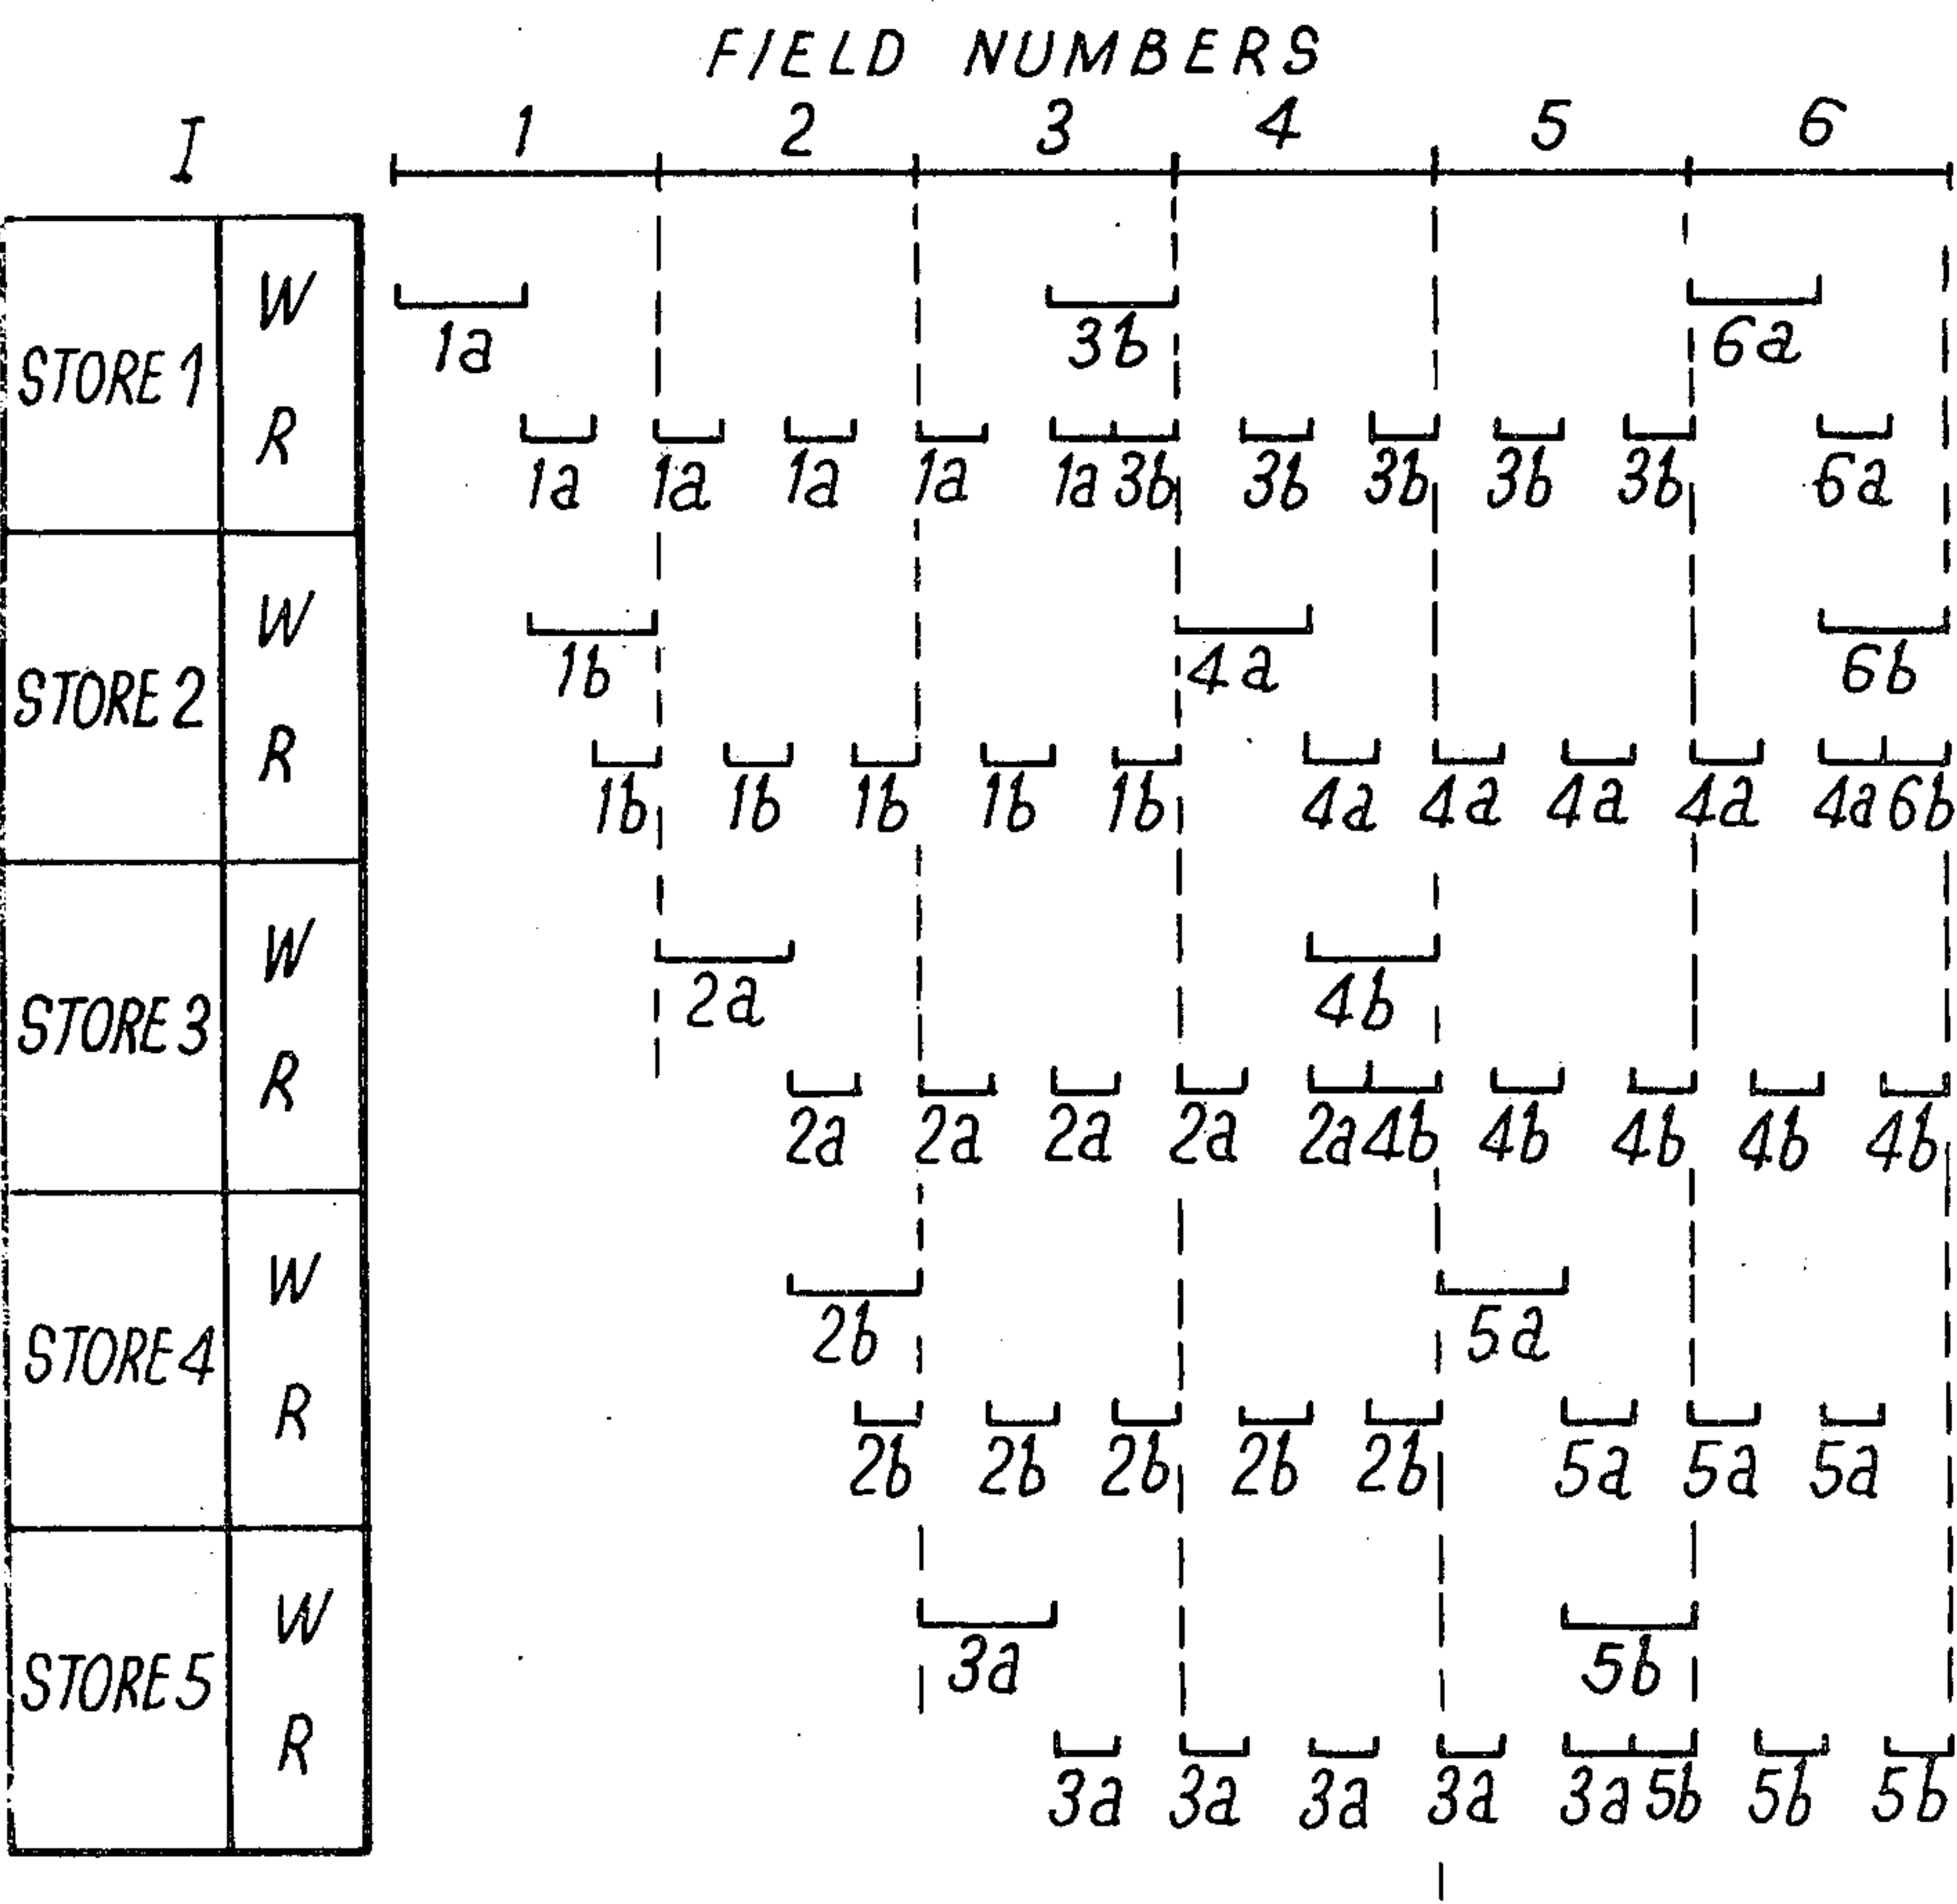 FIELD NUMBERS
I 1 2 3 4 5 6
STORE 1
W
1a 3b 6a
R
1a 1a 1a 1a 1a 3b 3b 3b 3b 3b 6a
STORE 2
W
1b 4a 6b
R
1b 1b 1b 1b 1b 4a 4a 4a 4a 4a 6b
STORE 3
W
2a 4b
R
2a 2a 2a 2a 2a 4b 4b 4b 4b 4b
STORE 4
W
2b 5a
R
2b 2b 2b 2b 2b 5a 5a 5a
STORE 5
W
3a 5b
R
3a 3a 3a 3a 3a 5b 5b 5b